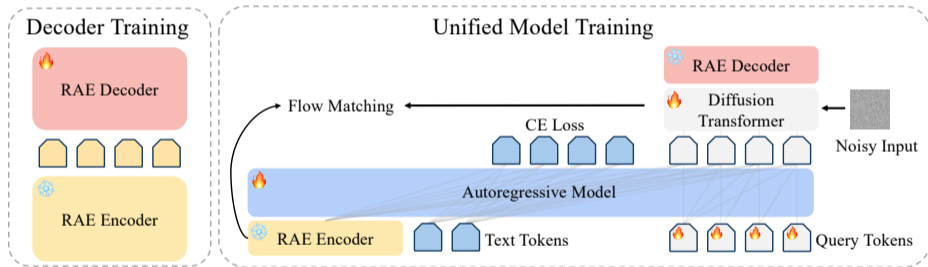 Decoder Training
RAE Decoder
RAE Encoder
Unified Model Training
RAE Decoder
Flow Matching
Diffusion
Transformer
CE Loss
Noisy Input
Autoregressive Model
RAE Encoder
Text Tokens
Query Tokens